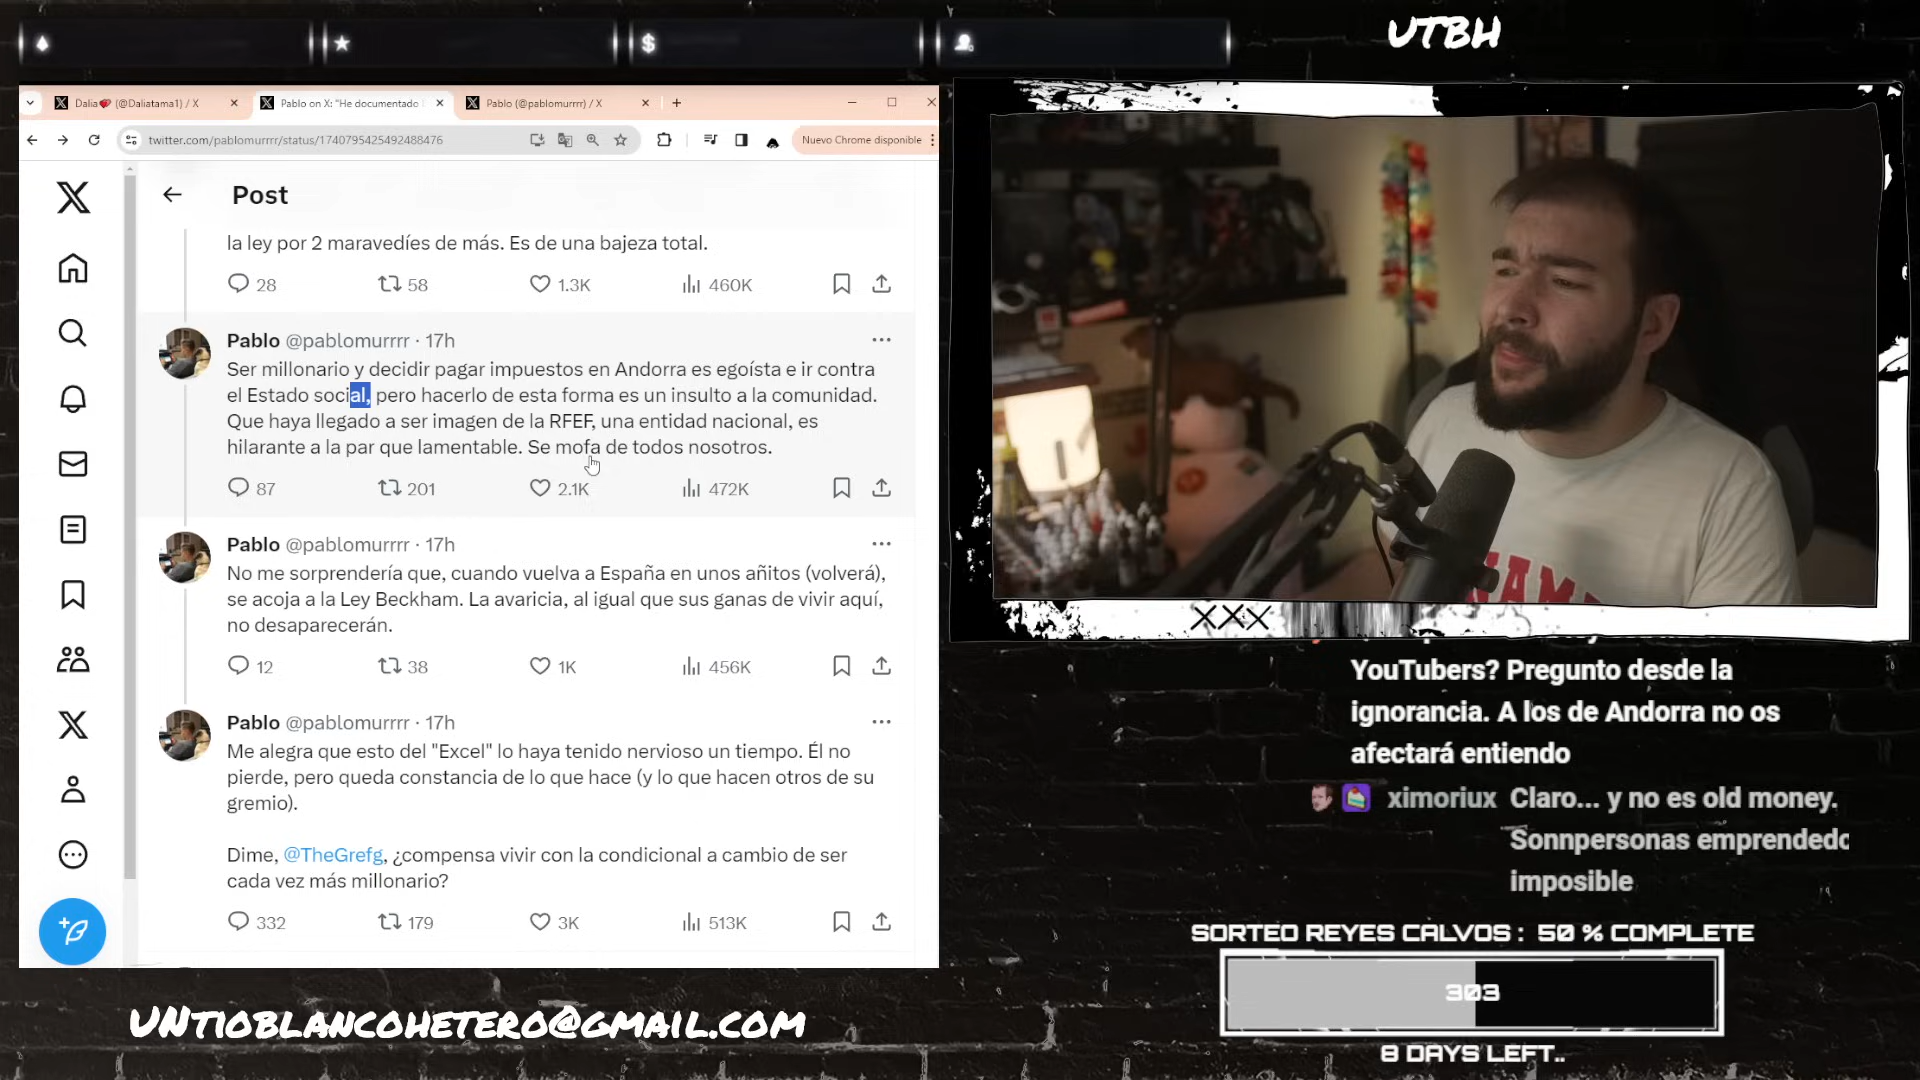 UTBH
Dalia (@Daliatama1) / X
Pablo on X: "He documentado
Pablo (@pablomurrrr) / X
twitter.com/pablomurrrr/status/1740795425492488476
Nuevo Chrome disponible
Post
la ley por 2 maravedíes de más. Es de una bajeza total.
28 58 1.3K 460K
Pablo @pablomurrrr · 17h
Ser millonario y decidir pagar impuestos en Andorra es egoísta e ir contra
el Estado social, pero hacerlo de esta forma es un insulto a la comunidad.
Que haya llegado a ser imagen de la RFEF, una entidad nacional, es
hilarante a la par que lamentable. Se mofa de todos nosotros.
87 201 2.1K 472K
Pablo @pablomurrrr · 17h
No me sorprendería que, cuando vuelva a España en unos añitos (volverá),
se acoja a la Ley Beckham. La avaricia, al igual que sus ganas de vivir aquí,
no desaparecerán.
12 38 1K 456K
Pablo @pablomurrrr · 17h
Me alegra que esto del "Excel" lo haya tenido nervioso un tiempo. Él no
pierde, pero queda constancia de lo que hace (y lo que hacen otros de su
gremio).
Dime, @TheGrefg, ¿compensa vivir con la condicional a cambio de ser
cada vez más millonario?
332 179 3K 513K
XXX
YouTubers? Pregunto desde la
ignorancia. A los de Andorra no os
afectará entiendo
ximoriux Claro... y no es old money.
Sonnpersonas emprendedo
imposible
SORTEO REYES CALVOS : 50 % COMPLETE
303
8 DAYS LEFT..
UNTIOBLANCOHETERO@GMAIL.COM